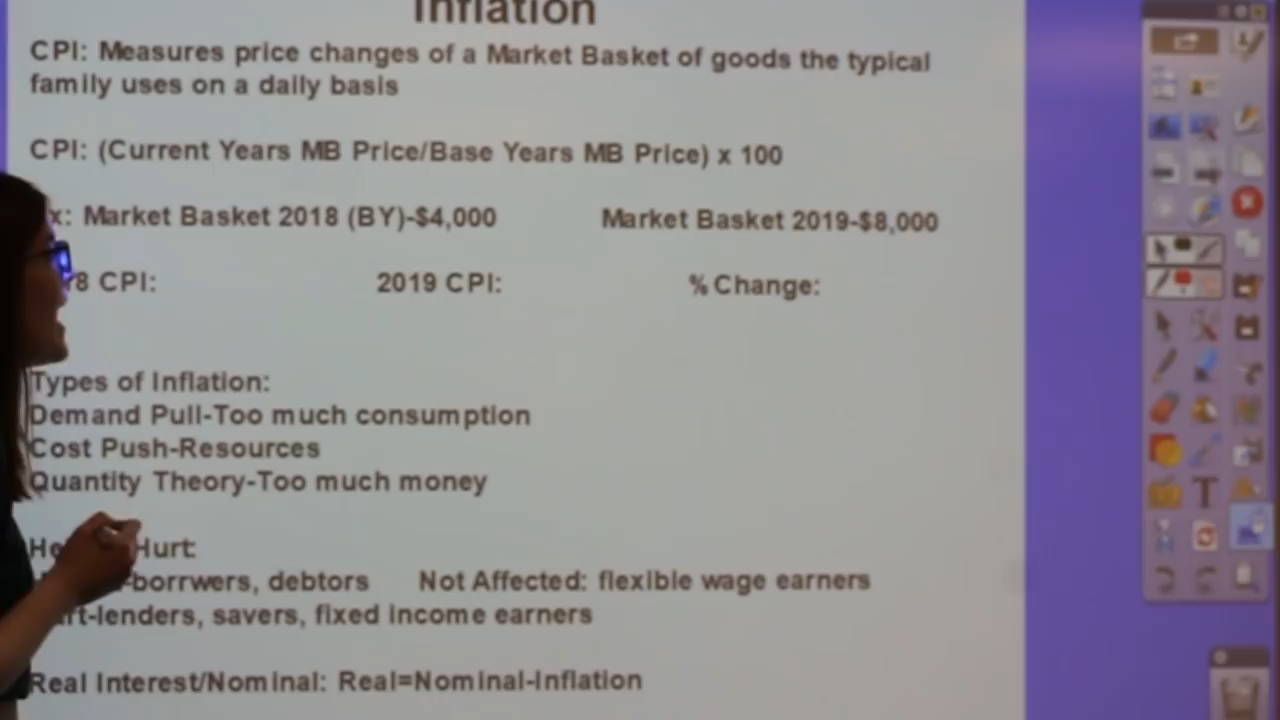 Inflation
CPI: Measures price changes of a Market Basket of goods the typical
family uses on a daily basis
CPI: (Current Years MB Price/Base Years MB Price) x 100
x: Market Basket 2018 (BY)-$4,000 Market Basket 2019-$8,000
8 CPI: 2019 CPI: % Change:
Types of Inflation:
Demand Pull-Too much consumption
Cost Push-Resources
Quantity Theory-Too much money
Hurt:
-borrwers, debtors Not Affected: flexible wage earners
-lenders, savers, fixed income earners
Real Interest/Nominal: Real=Nominal-Inflation